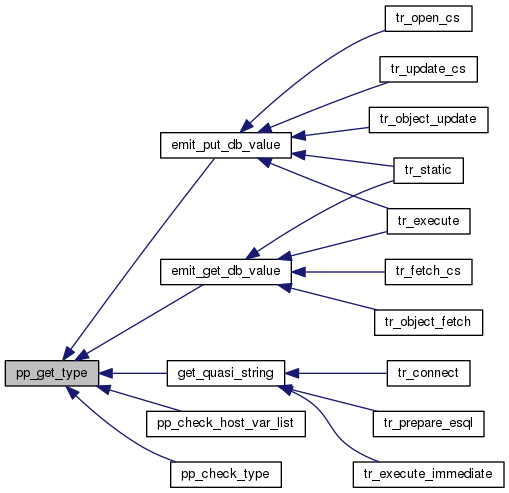 tr_open_cs
tr_update_cs
tr_object_update
emit_put_db_value
tr_static
tr_execute
emit_get_db_value
tr_fetch_cs
tr_object_fetch
pp_get_type
get_quasi_string
tr_connect
pp_check_host_var_list
tr_prepare_esql
pp_check_type
tr_execute_immediate